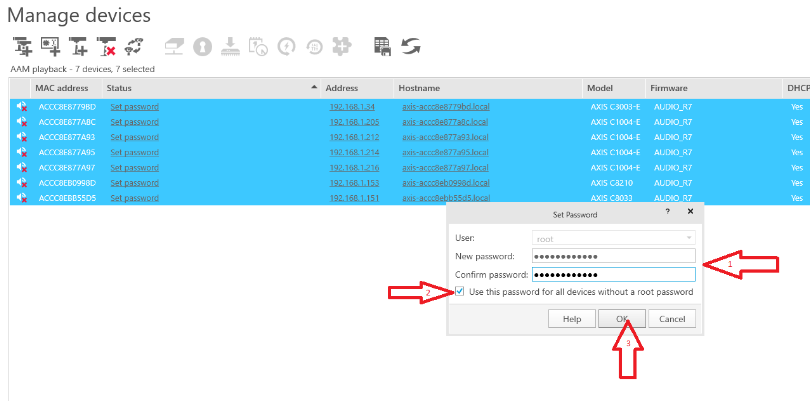 Manage devices
AAM playback - 7 devices, 7 selected
MAC address Status Address Hostname Model Firmware DHCP
ACCC8E8779BD Set password 192.168.1.34 axis-accc8e8779bd.local AXIS C3003-E AUDIO_R7 Yes
ACCC8E877A8C Set password 192.168.1.205 axis-accc8e877a8c.local AXIS C1004-E AUDIO_R7 Yes
ACCC8E877A93 Set password 192.168.1.212 axis-accc8e877a93.local AXIS C1004-E AUDIO_R7 Yes
ACCC8E877A95 Set password 192.168.1.214 axis-accc8e877a95.local AXIS C1004-E AUDIO_R7 Yes
ACCC8E877A97 Set password 192.168.1.216 axis-accc8e877a97.local AXIS C1004-E AUDIO_R7 Yes
ACCC8EB0998D Set password 192.168.1.153 axis-accc8eb0998d.local AXIS C8210 AUDIO_R7 Yes
ACCC8EBB55D5 Set password 192.168.1.151 axis-accc8ebb55d5.local AXIS C8033 AUDIO_R7 Yes
Set Password ? ×
User: root
New password: ●●●●●●●●●●●●
1
Confirm password: ●●●●●●●●●●●●
2 Use this password for all devices without a root password
Help OK Cancel
3